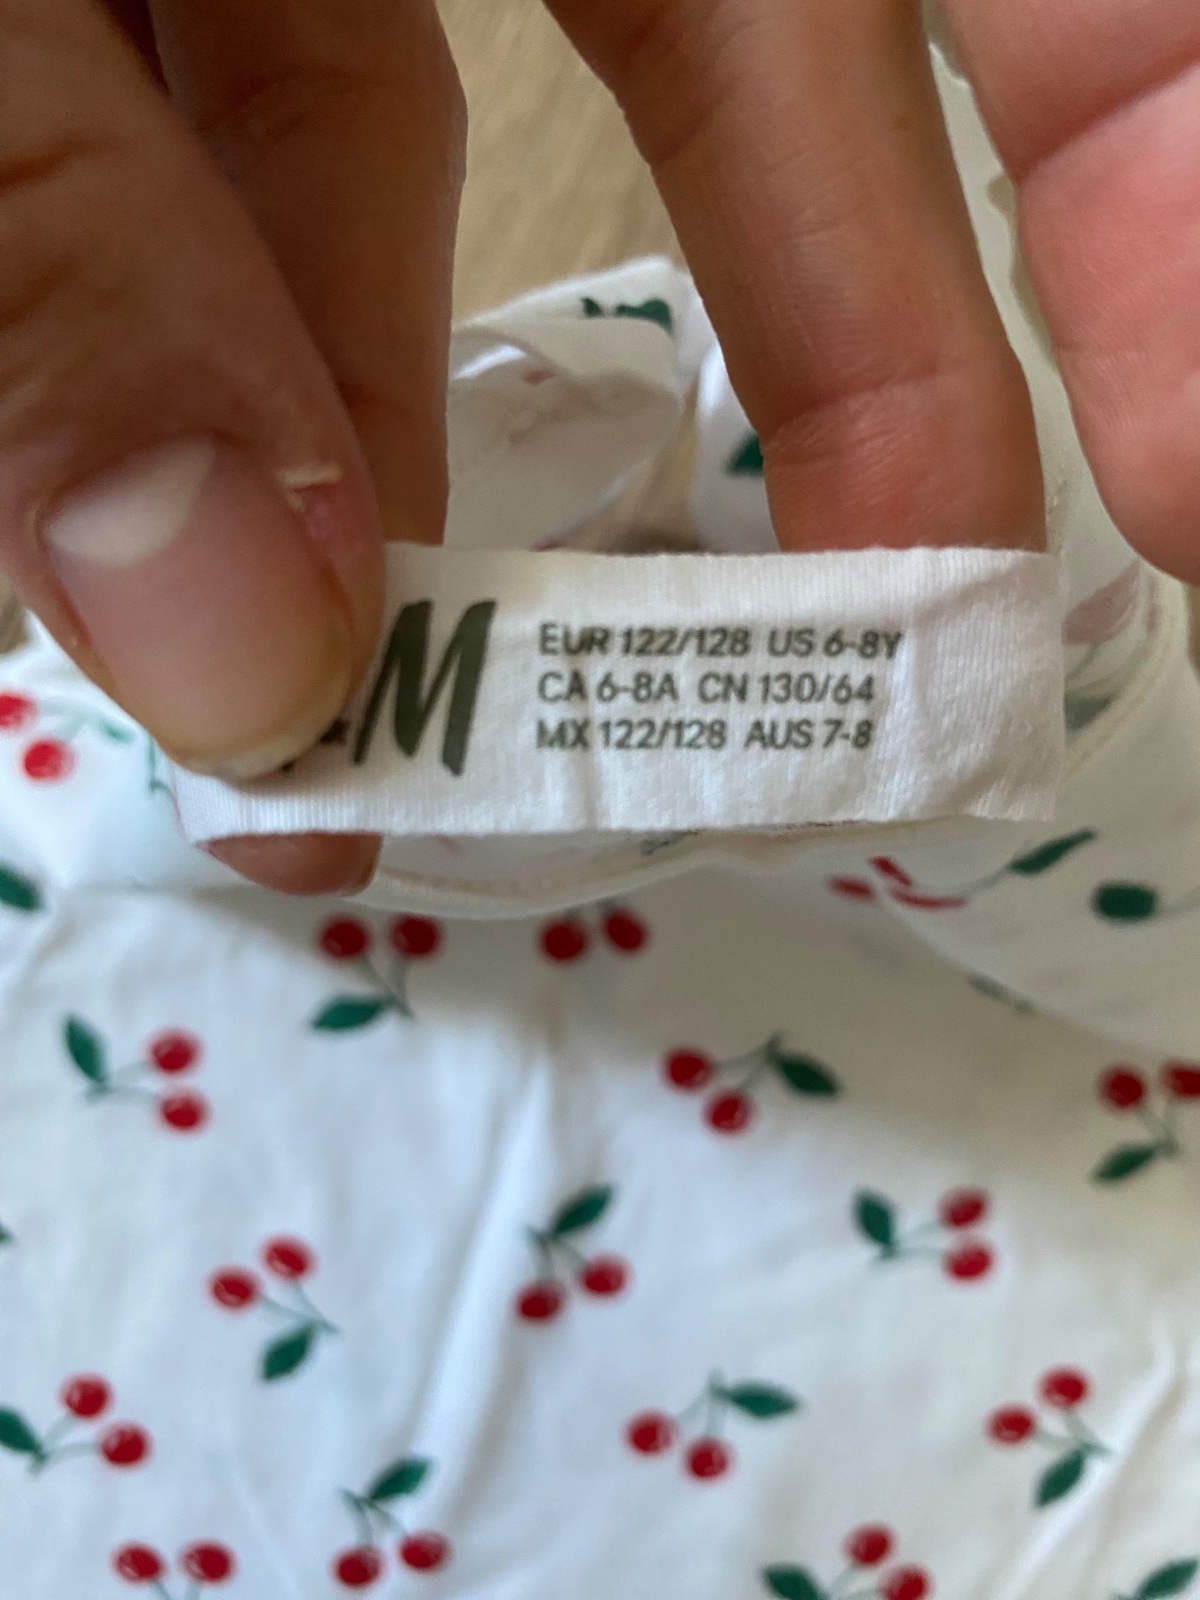 &M
EUR 122/128 US 6-8Y
CA 6-8A CN 130/64
MX 122/128 AUS 7-8